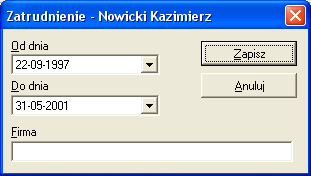 Zatrudnienie - Nowicki Kazimierz
Od dnia
22-09-1997
Zapisz
Do dnia
31-05-2001
Anuluj
Firma